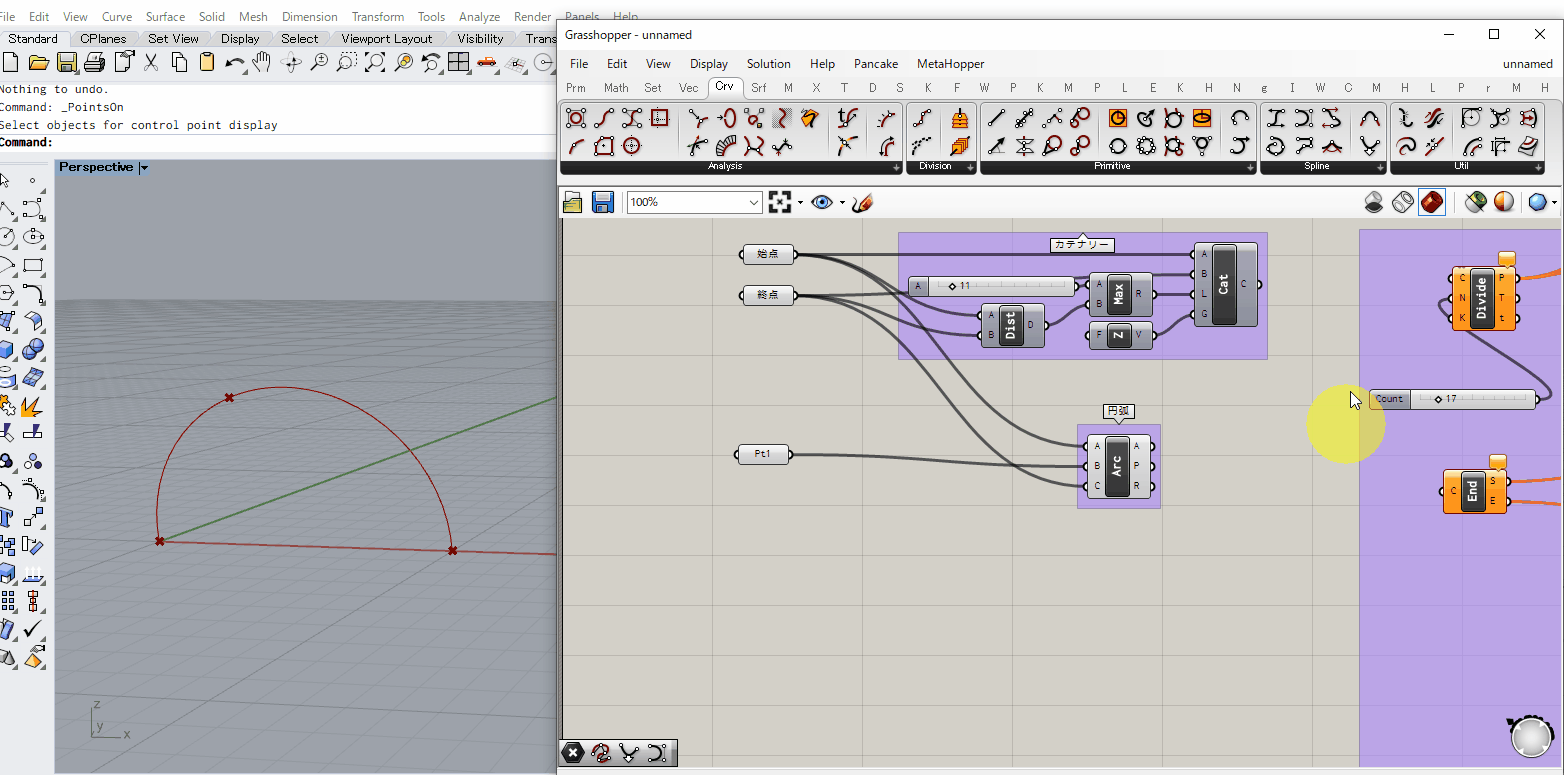 File Edit View Curve Surface Solid Mesh Dimension Transform Tools Analyze Render Panels Help
Standard CPlanes Set View Display Select Viewport Layout Visibility Trans
Nothing to undo.
Command: _PointsOn
Select objects for control point display
Command:
Perspective
z
y
x
Grasshopper - unnamed
File Edit View Display Solution Help Pancake MetaHopper
unnamed
Prm Math Set Vec Crv Srf M X T D S K F W P K M P L E K H N g I W C M H L P r M H
Analysis Division Primitive Spline Util
100%
カテナリー
始点
終点
A 11
A B Max R
A B Dist D
F Z V
A B L G Cat C
円弧
Pt1
A B C Arc A P R
C N K Divide P T t
Count 17
C End S E